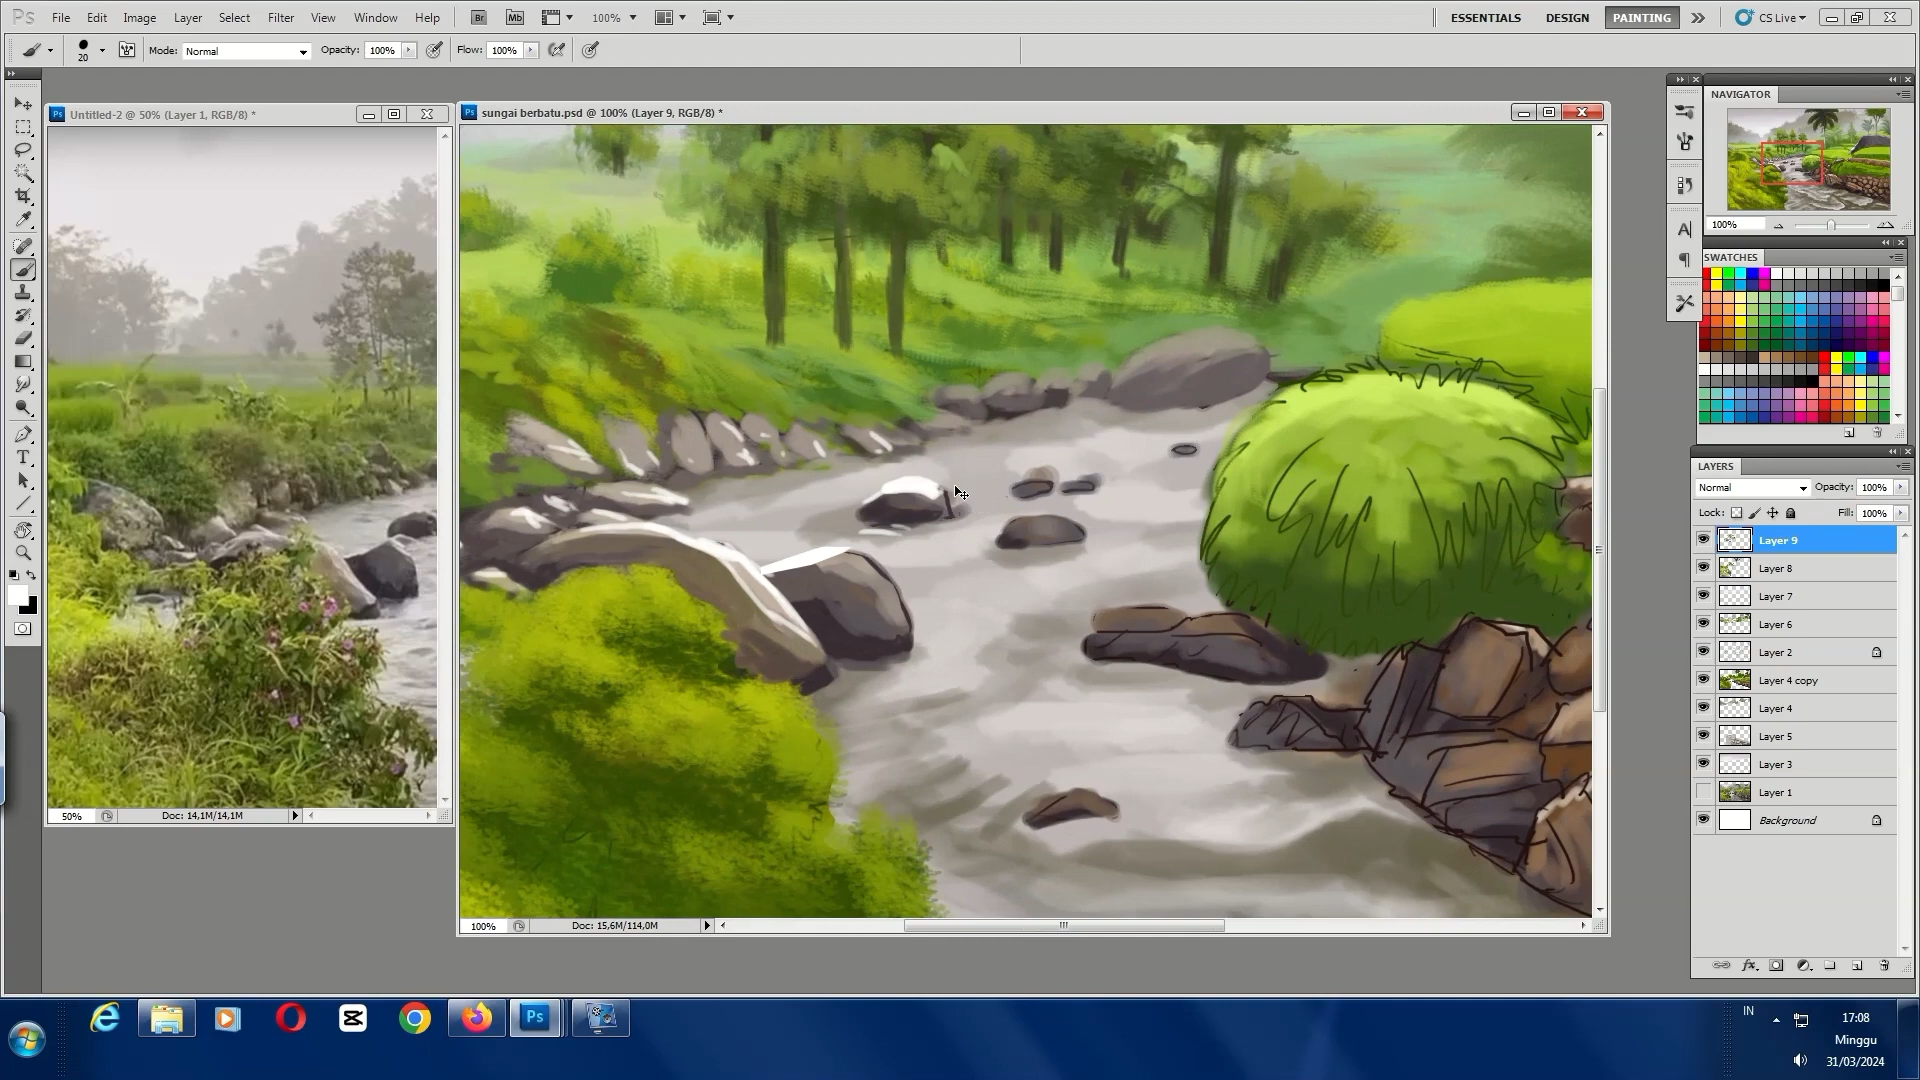 Ps File Edit Image Layer Select Filter View Window Help Br Mb 100% ESSENTIALS DESIGN PAINTING CS Live
20 Mode: Normal Opacity: 100% Flow: 100%
Untitled-2 @ 50% (Layer 1, RGB/8) *
sungai berbatu.psd @ 100% (Layer 9, RGB/8) *
NAVIGATOR
100%
SWATCHES
LAYERS
Normal Opacity: 100%
Lock: Fill: 100%
Layer 9
Layer 8
Layer 7
Layer 6
Layer 2
Layer 4 copy
Layer 4
Layer 5
Layer 3
Layer 1
Background
50% Doc: 14,1M/14,1M
100% Doc: 15,6M/114,0M
IN
17:08
Minggu
31/03/2024